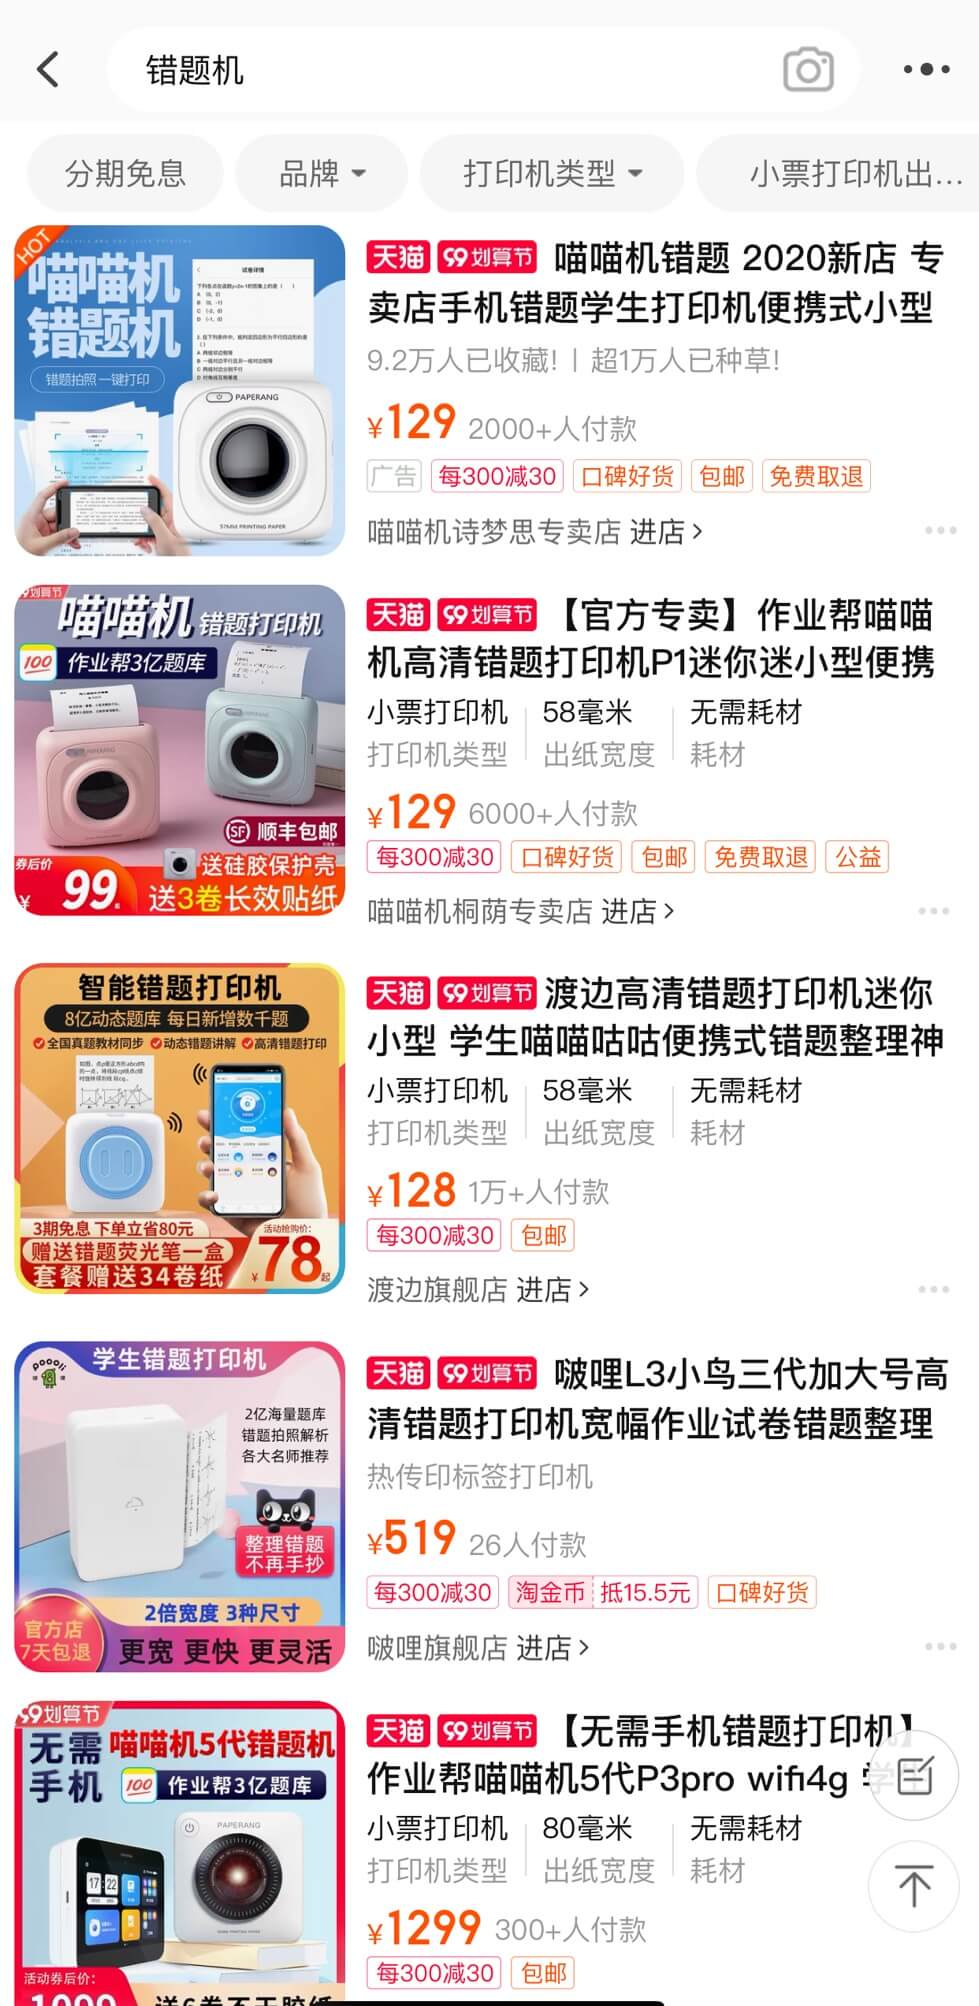 错题机
分期免息
品牌
打印机类型
小票打印机出...
HOT
喵喵机
错题机
错题拍照 一键打印
试卷详情
PAPERANG
57MM PRINTING PAPER
天猫 99划算节 喵喵机错题 2020新店 专
卖店手机错题学生打印机便携式小型
9.2万人已收藏! | 超1万人已种草!
¥129 2000+人付款
广告 每300减30 口碑好货 包邮 免费取退
喵喵机诗梦思专卖店 进店
99划算节
喵喵机 错题打印机
100 作业帮3亿题库
PAPERANG
PAPERANG
SF 顺丰包邮
券后价
¥99起
送硅胶保护壳
送3卷长效贴纸
天猫 99划算节 【官方专卖】作业帮喵喵
机高清错题打印机P1迷你迷小型便携
小票打印机 58毫米 无需耗材
打印机类型 出纸宽度 耗材
¥129 6000+人付款
每300减30 口碑好货 包邮 免费取退 公益
喵喵机桐荫专卖店 进店
智能错题打印机
8亿动态题库 每日新增数千题
全国真题教材同步 动态错题讲解 高清错题打印
3期免息 下单立省80元
赠送错题荧光笔一盒
套餐赠送34卷纸
活动抢购价:
¥78起
天猫 99划算节 渡边高清错题打印机迷你
小型 学生喵喵咕咕便携式错题整理神
小票打印机 58毫米 无需耗材
打印机类型 出纸宽度 耗材
¥128 1万+人付款
每300减30 包邮
渡边旗舰店 进店
poooli
学生错题打印机
2亿海量题库
错题拍照解析
各大名师推荐
整理错题
不再手抄
官方店
7天包退
2倍宽度 3种尺寸
更宽 更快 更灵活
天猫 99划算节 啵哩L3小鸟三代加大号高
清错题打印机宽幅作业试卷错题整理
热传印标签打印机
¥519 26人付款
每300减30 淘金币 抵15.5元 口碑好货
啵哩旗舰店 进店
99划算节
无需
手机
喵喵机5代错题机
100 作业帮3亿题库
PAPERANG
17:22
活动券后价:
1099
送6卷不干胶纸
天猫 99划算节 【无需手机错题打印机】
作业帮喵喵机5代P3pro wifi4g 学
小票打印机 80毫米 无需耗材
打印机类型 出纸宽度 耗材
¥1299 300+人付款
每300减30 包邮